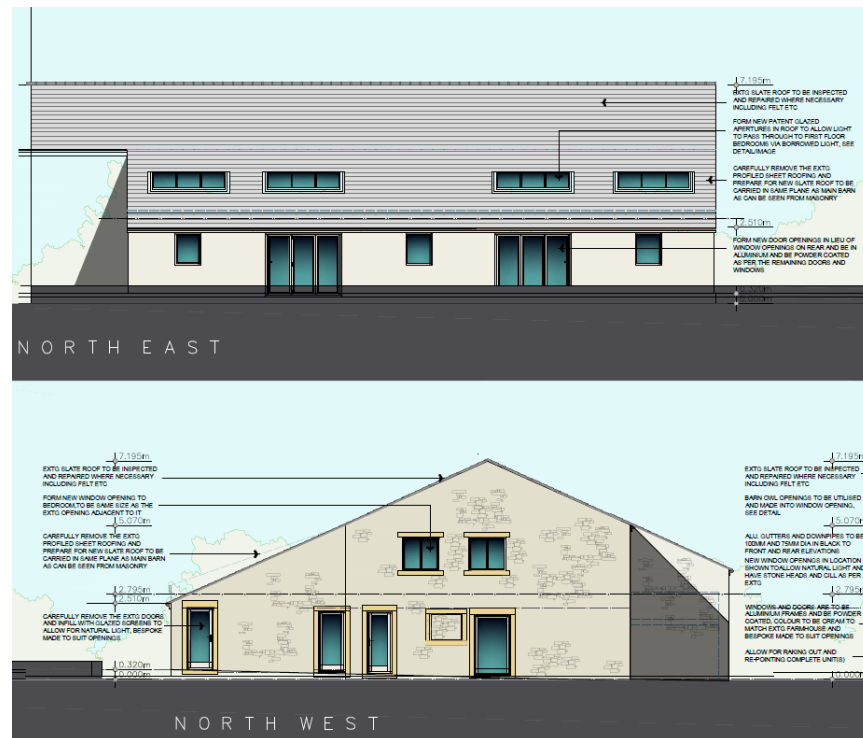 7.195m
EXTG SLATE ROOF TO BE INSPECTED
AND REPAIRED WHERE NECESSARY
INCLUDING FELT ETC
FORM NEW PATENT GLAZED
APERTURES IN ROOF TO ALLOW LIGHT
TO PASS THROUGH TO FIRST FLOOR
BEDROOMS VIA BORROWED LIGHT, SEE
DETAIL/IMAGE
CAREFULLY REMOVE THE EXTG
PROFILED SHEET ROOFING AND
PREPARE FOR NEW SLATE ROOF TO BE
CARRIED IN SAME PLANE AS MAIN BARN
AS CAN BE SEEN FROM MASONRY
2.510m
FORM NEW DOOR OPENINGS IN LIEU OF
WINDOW OPENINGS ON REAR AND BE IN
ALUMINIUM AND BE POWDER COATED
AS PER THE REMAINING DOORS AND
WINDOWS
0.320m
0.000m
NORTH EAST
7.195m
EXTG SLATE ROOF TO BE INSPECTED
AND REPAIRED WHERE NECESSARY
INCLUDING FELT ETC
FORM NEW WINDOW OPENING TO
BEDROOM,TO BE SAME SIZE AS THE
EXTG OPENING ADJACENT TO IT
5.070m
CAREFULLY REMOVE THE EXTG
PROFILED SHEET ROOFING AND
PREPARE FOR NEW SLATE ROOF TO BE
CARRIED IN SAME PLANE AS MAIN BARN
AS CAN BE SEEN FROM MASONRY
2.795m
2.510m
CAREFULLY REMOVE THE EXTG DOORS
AND INFILL WITH GLAZED SCREENS TO
ALLOW FOR NATURAL LIGHT, BESPOKE
MADE TO SUIT OPENINGS
0.320m
0.000m
7.195m
EXTG SLATE ROOF TO BE INSPECTED
AND REPAIRED WHERE NECESSARY
INCLUDING FELT ETC
BARN OWL OPENINGS TO BE UTILISED
AND MADE INTO WINDOW OPENING,
SEE DETAIL
5.070m
ALU. GUTTERS AND DOWNPIPES TO BE
100MM AND 75MM DIA IN BLACK TO
FRONT AND REAR ELEVATIONS
NEW WINDOW OPENINGS IN LOCATION
SHOWN TOALLOW NATURAL LIGHT AND
HAVE STONE HEADS AND CILL AS PER
EXTG
2.795m
WINDOWS AND DOORS ARE TO BE
ALUMINIUM FRAMES AND BE POWDER
COATED, COLOUR TO BE CREAM TO
MATCH EXTG FARMHOUSE AND
BESPOKE MADE TO SUIT OPENINGS
ALLOW FOR RAKING OUT AND
RE-POINTING COMPLETE UNIT(S)
0.000m
NORTH WEST